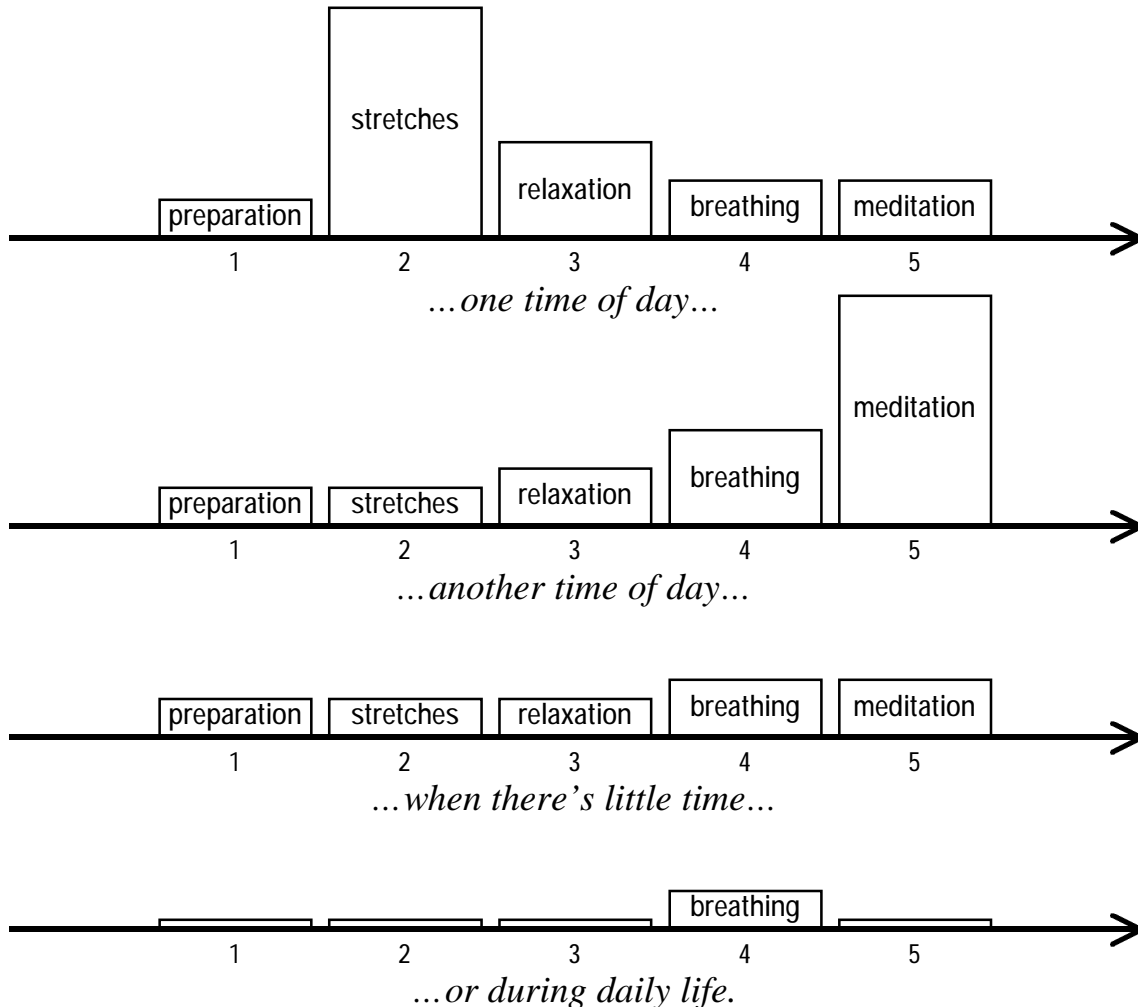 stretches
relaxation
preparation
breathing
meditation
1 2 3 4 5
…one time of day…
meditation
breathing
preparation stretches relaxation
1 2 3 4 5
…another time of day…
preparation stretches relaxation breathing meditation
1 2 3 4 5
…when there’s little time…
breathing
1 2 3 4 5
…or during daily life.